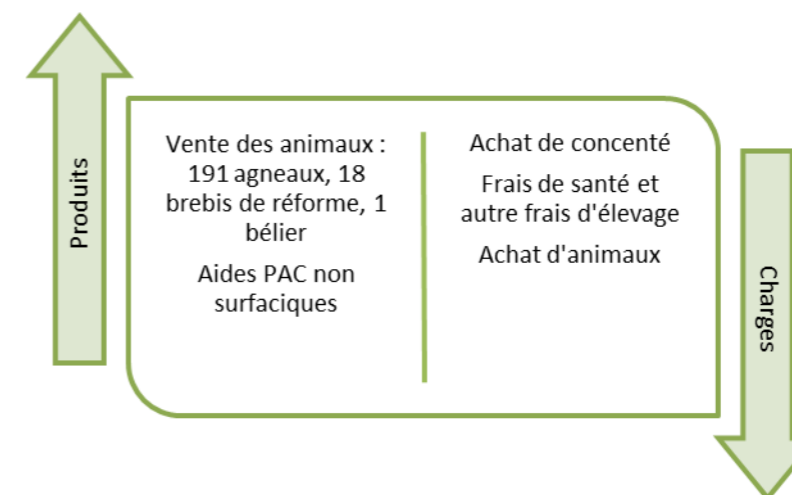 Produits
Vente des animaux :
191 agneaux, 18
brebis de réforme, 1
bélier
Aides PAC non
surfaciques
Achat de concenté
Frais de santé et
autre frais d'élevage
Achat d'animaux
Charges